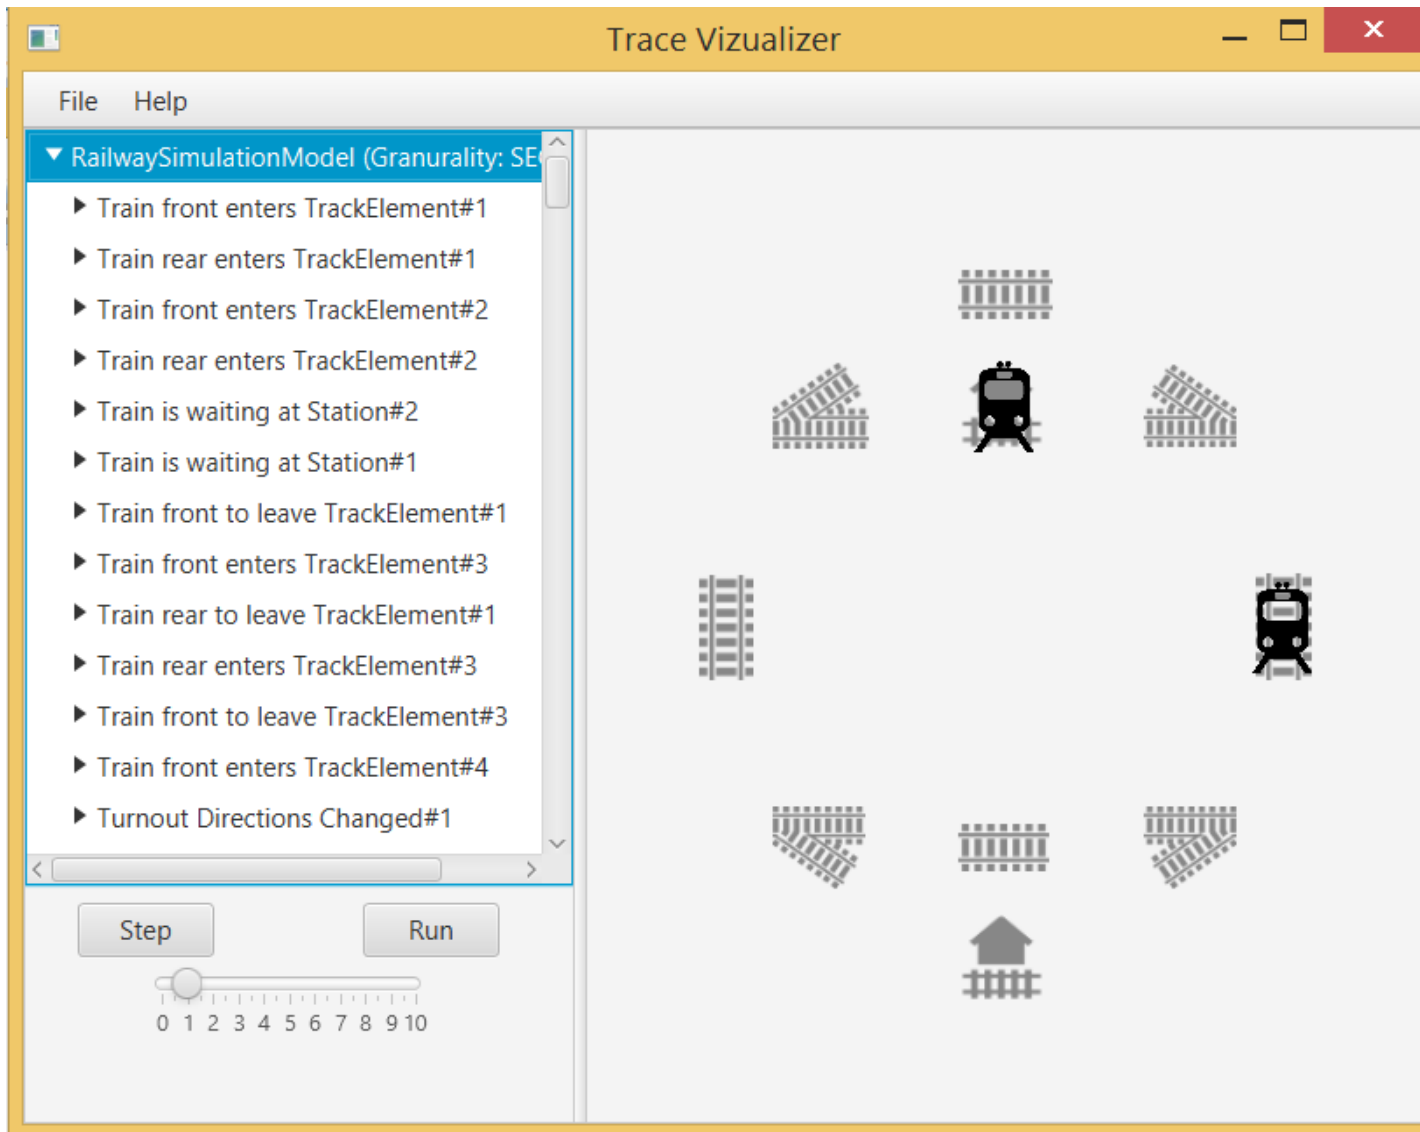 Trace Vizualizer
File Help
RailwaySimulationModel (Granurality: SE
Train front enters TrackElement#1
Train rear enters TrackElement#1
Train front enters TrackElement#2
Train rear enters TrackElement#2
Train is waiting at Station#2
Train is waiting at Station#1
Train front to leave TrackElement#1
Train front enters TrackElement#3
Train rear to leave TrackElement#1
Train rear enters TrackElement#3
Train front to leave TrackElement#3
Train front enters TrackElement#4
Turnout Directions Changed#1
Step Run
0 1 2 3 4 5 6 7 8 9 10